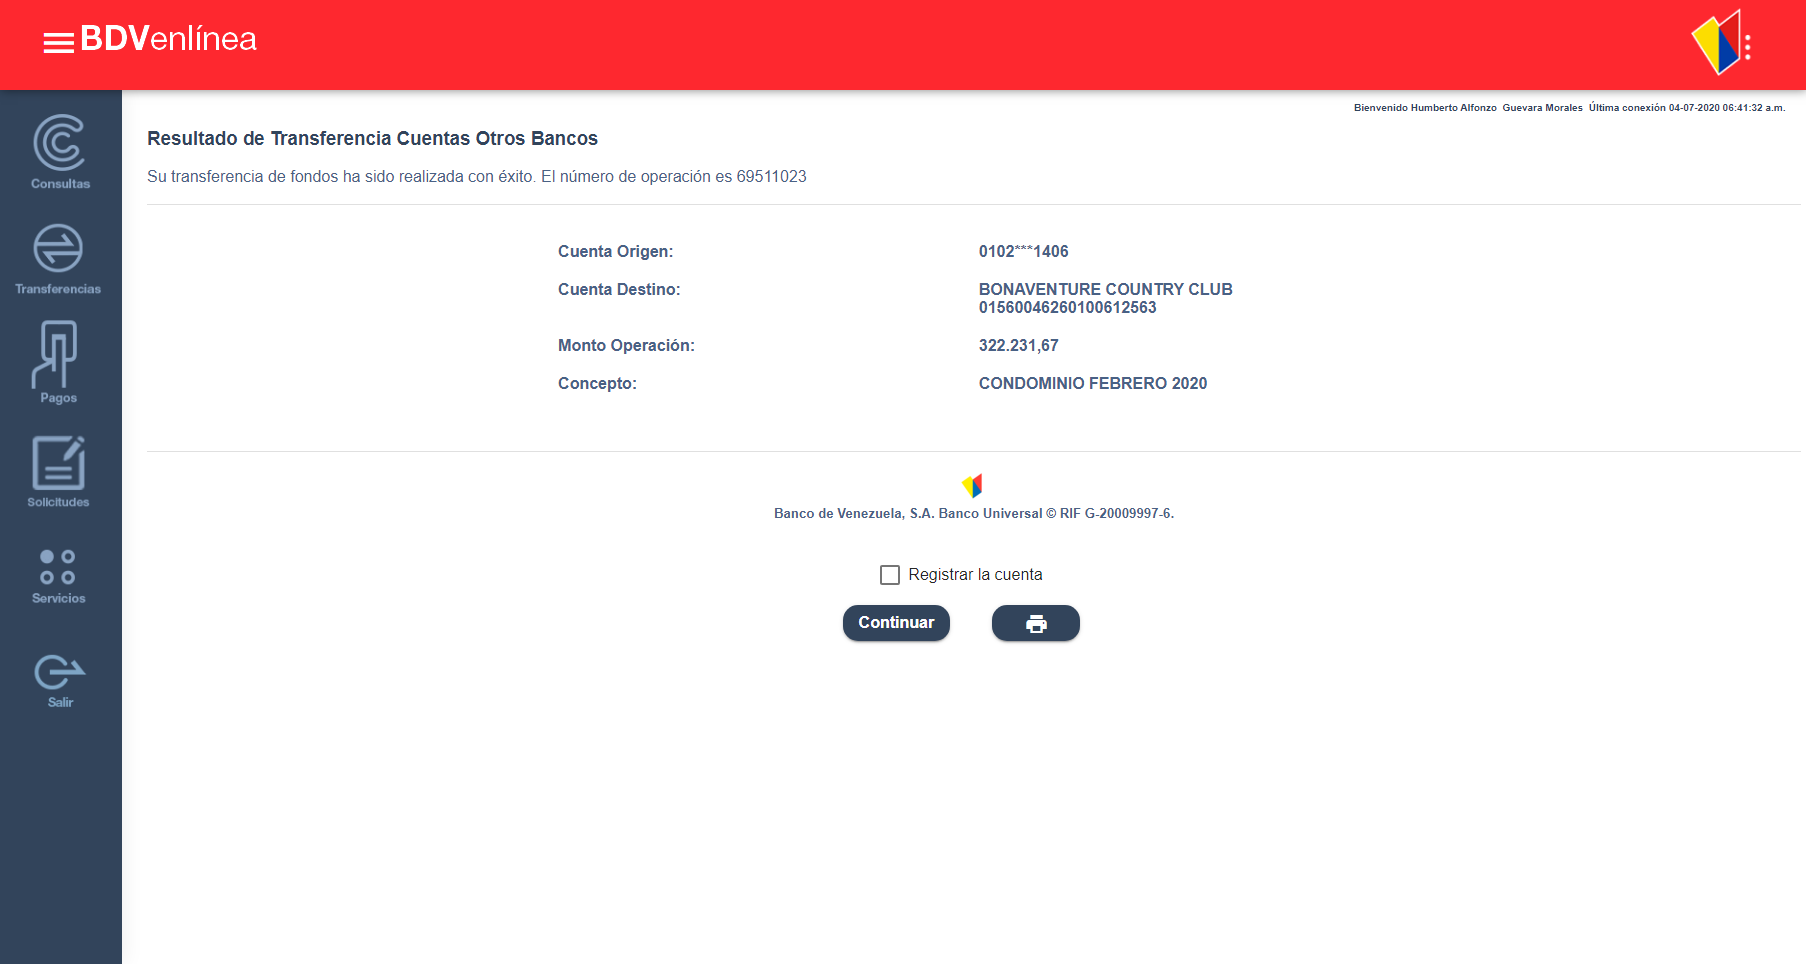 BDVenlínea
Bienvenido Humberto Alfonzo Guevara Morales Última conexión 04-07-2020 06:41:32 a.m.
Consultas
Transferencias
Pagos
Solicitudes
Servicios
Salir
Resultado de Transferencia Cuentas Otros Bancos
Su transferencia de fondos ha sido realizada con éxito. El número de operación es 69511023
Cuenta Origen: 0102***1406
Cuenta Destino: BONAVENTURE COUNTRY CLUB
01560046260100612563
Monto Operación: 322.231,67
Concepto: CONDOMINIO FEBRERO 2020
Banco de Venezuela, S.A. Banco Universal © RIF G-20009997-6.
Registrar la cuenta
Continuar